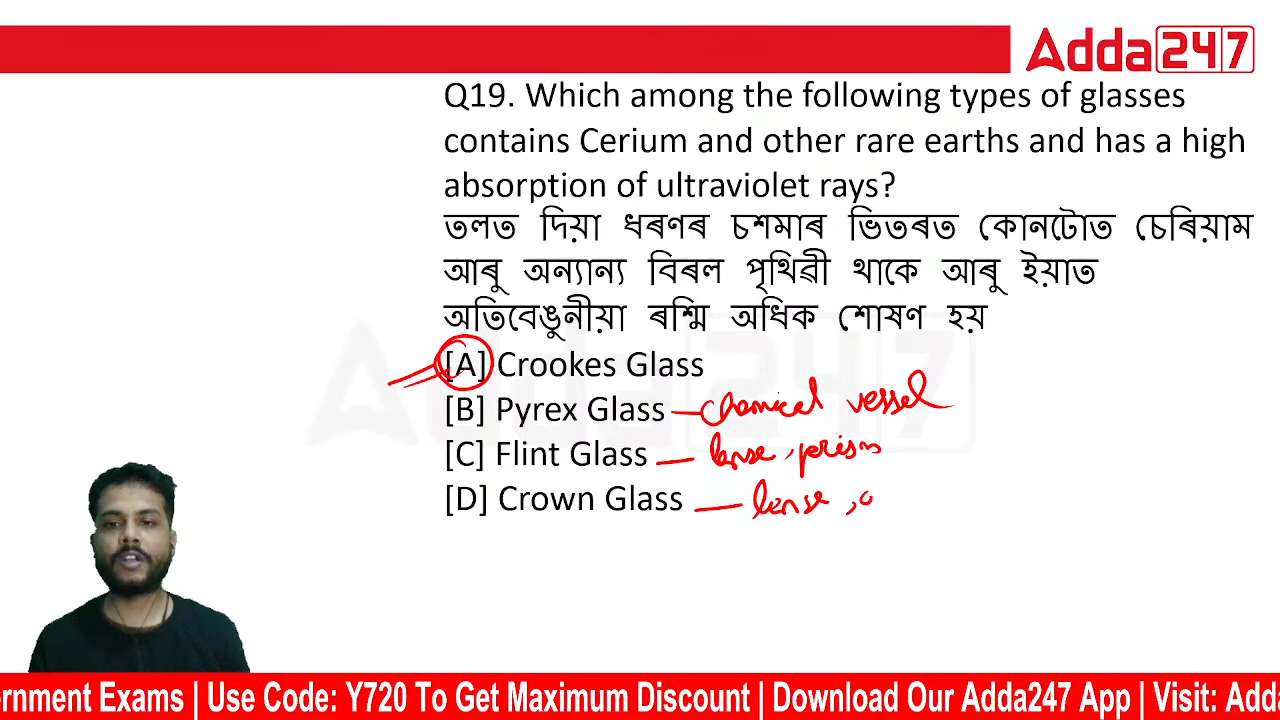 Adda247
Q19. Which among the following types of glasses
contains Cerium and other rare earths and has a high
absorption of ultraviolet rays?
তলত দিয়া ধৰণৰ চশমাৰ ভিতৰত কোনটোত চেৰিয়াম
আৰু অন্যান্য বিৰল পৃথিৱী থাকে আৰু ইয়াত
অতিবেঙুনীয়া ৰশ্মি অধিক শোষণ হয়
[A] Crookes Glass
[B] Pyrex Glass — chemical vessel
[C] Flint Glass — lense, prism
[D] Crown Glass — lense,
ernment Exams | Use Code: Y720 To Get Maximum Discount | Download Our Adda247 App | Visit: Adda